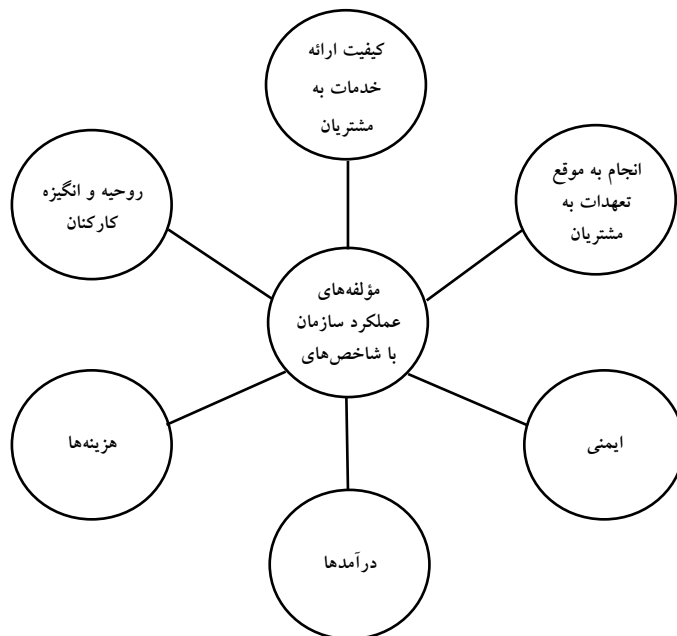 کیفیت ارائه
خدمات به
مشتریان
انجام به موقع
تعهدات به
مشتریان
روحیه و انگیزه
کارکنان
مؤلفه‌های
عملکرد سازمان
با شاخص‌های
ایمنی
هزینه‌ها
درآمدها